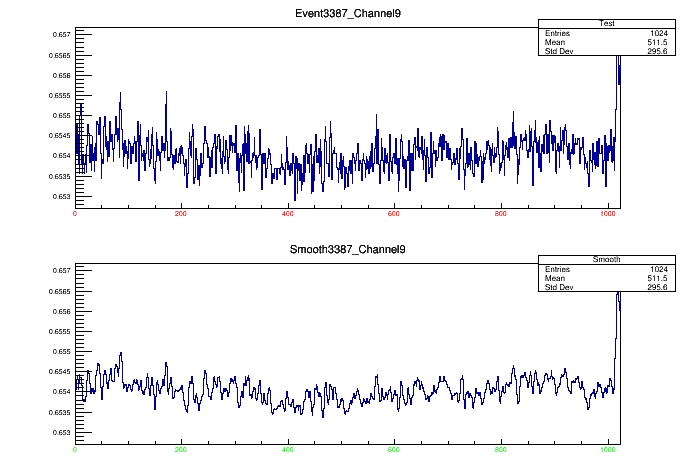 Event3387_Channel9
Test
Entries 1024
Mean 511.5
Std Dev 295.6
0.657
0.6565
0.656
0.6555
0.655
0.6545
0.654
0.6535
0.653
0 200 400 600 800 1000
Smooth3387_Channel9
Smooth
Entries 1024
Mean 511.5
Std Dev 295.6
0.657
0.6565
0.656
0.6555
0.655
0.6545
0.654
0.6535
0.653
0 200 400 600 800 1000